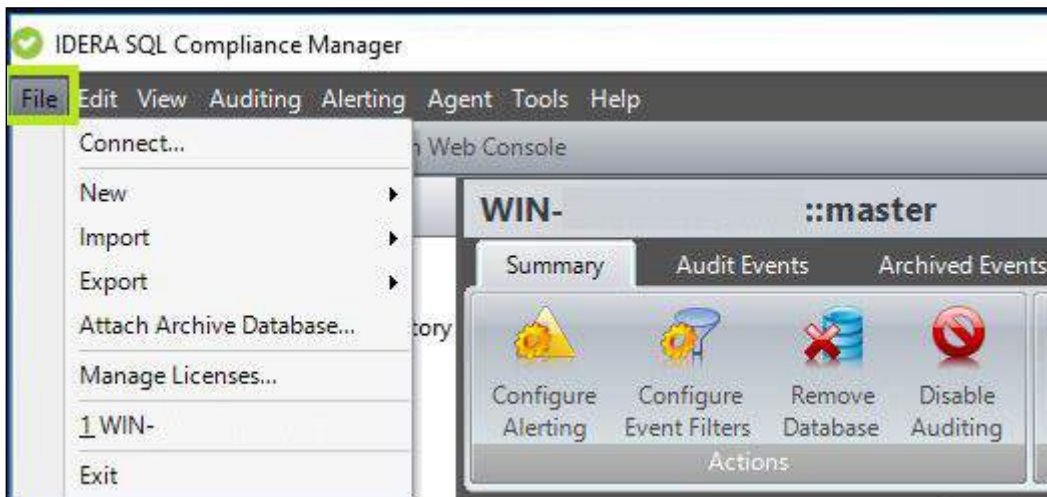 IDERA SQL Compliance Manager
File Edit View Auditing Alerting Agent Tools Help
Connect...
Web Console
New
Import
Export
Attach Archive Database...
Manage Licenses...
1 WIN-
Exit
WIN- ::master
Summary Audit Events Archived Events
Configure Alerting
Configure Event Filters
Remove Database
Disable Auditing
Actions